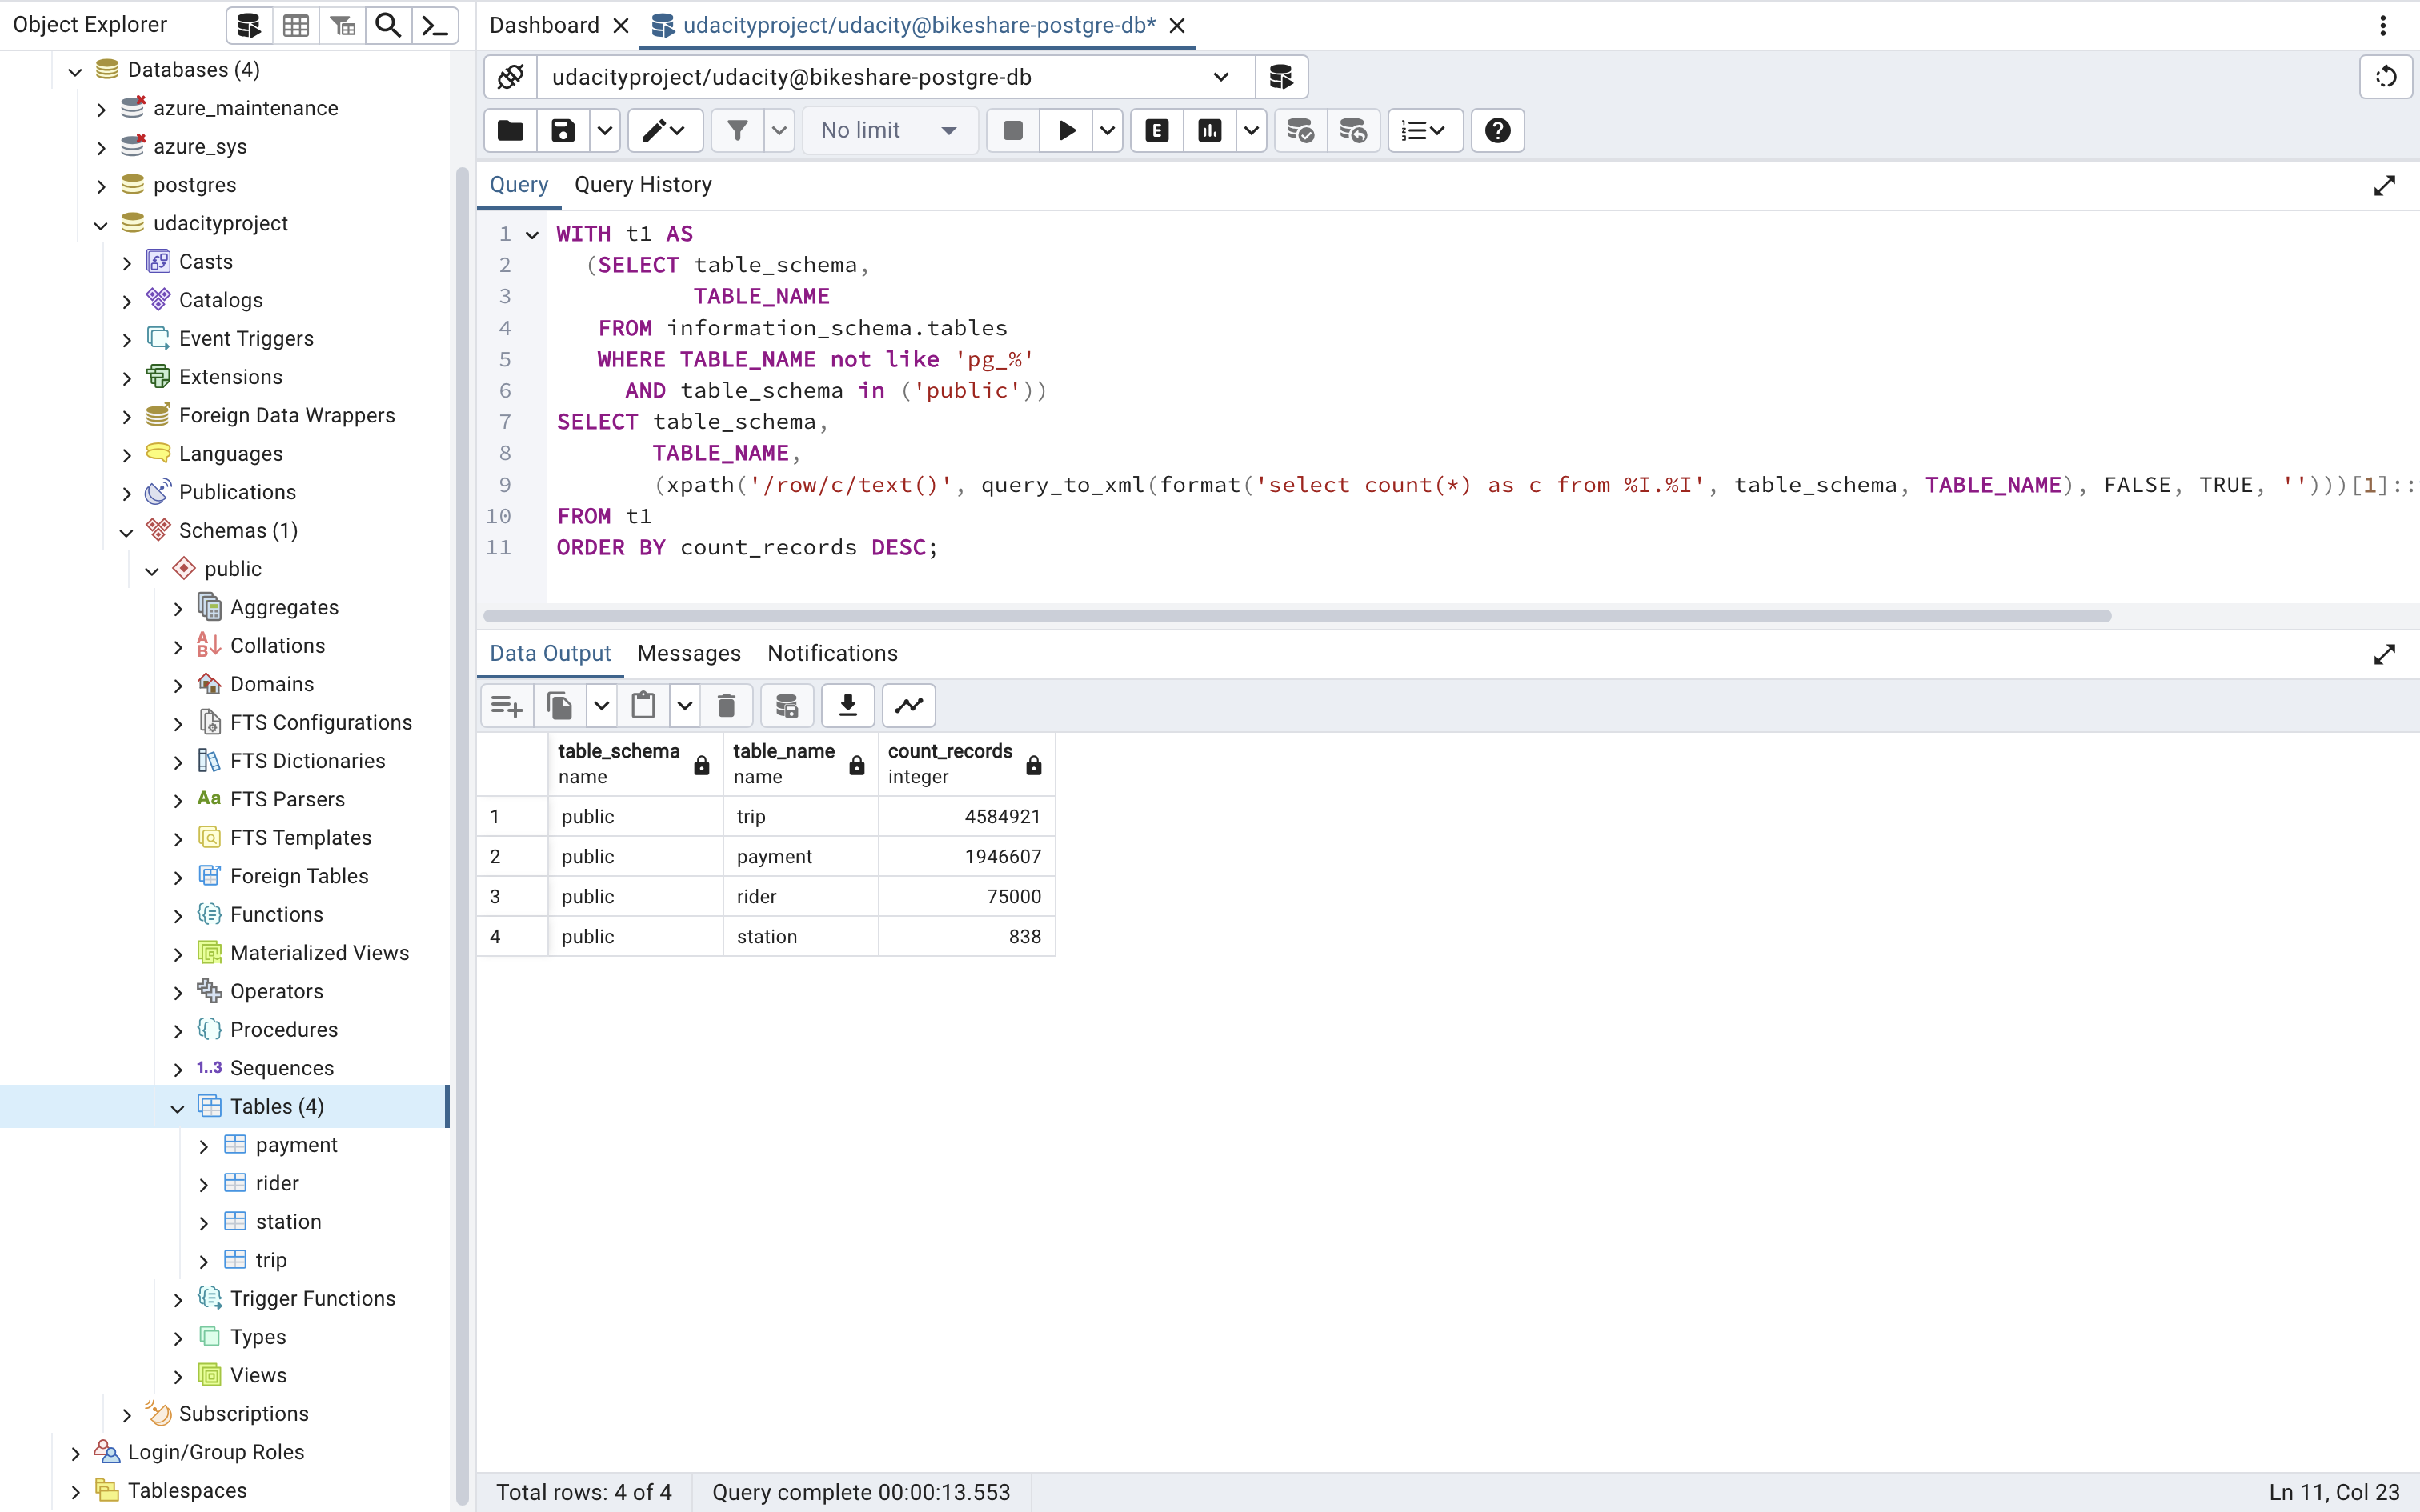 Object Explorer
Databases (4)
azure_maintenance
azure_sys
postgres
udacityproject
Casts
Catalogs
Event Triggers
Extensions
Foreign Data Wrappers
Languages
Publications
Schemas (1)
public
Aggregates
Collations
Domains
FTS Configurations
FTS Dictionaries
Aa FTS Parsers
FTS Templates
Foreign Tables
Functions
Materialized Views
Operators
Procedures
1..3 Sequences
Tables (4)
payment
rider
station
trip
Trigger Functions
Types
Views
Subscriptions
Login/Group Roles
Tablespaces
Dashboard
udacityproject/udacity@bikeshare-postgre-db*
udacityproject/udacity@bikeshare-postgre-db
No limit
E
Query Query History
1 WITH t1 AS
2 (SELECT table_schema,
3 TABLE_NAME
4 FROM information_schema.tables
5 WHERE TABLE_NAME not like 'pg_%'
6 AND table_schema in ('public'))
7 SELECT table_schema,
8 TABLE_NAME,
9 (xpath('/row/c/text()', query_to_xml(format('select count(*) as c from %I.%I', table_schema, TABLE_NAME), FALSE, TRUE, '')))[1]::
10 FROM t1
11 ORDER BY count_records DESC;
Data Output Messages Notifications
table_schema table_name count_records
name name integer
1 public trip 4584921
2 public payment 1946607
3 public rider 75000
4 public station 838
Total rows: 4 of 4 Query complete 00:00:13.553 Ln 11, Col 23